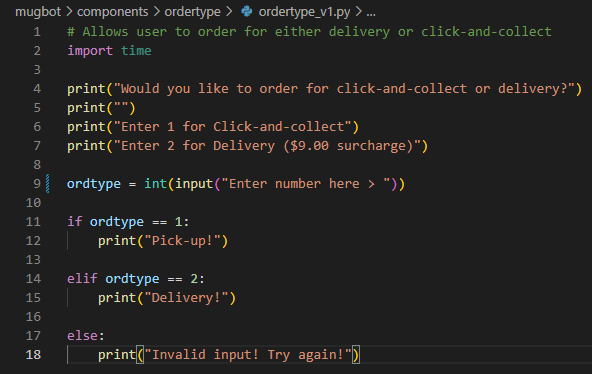 mugbot > components > ordertype > ordertype_v1.py > ...
1 # Allows user to order for either delivery or click-and-collect
2 import time
3
4 print("Would you like to order for click-and-collect or delivery?")
5 print("")
6 print("Enter 1 for Click-and-collect")
7 print("Enter 2 for Delivery ($9.00 surcharge)")
8
9 ordtype = int(input("Enter number here > "))
10
11 if ordtype == 1:
12     print("Pick-up!")
13
14 elif ordtype == 2:
15     print("Delivery!")
16
17 else:
18     print("Invalid input! Try again!")